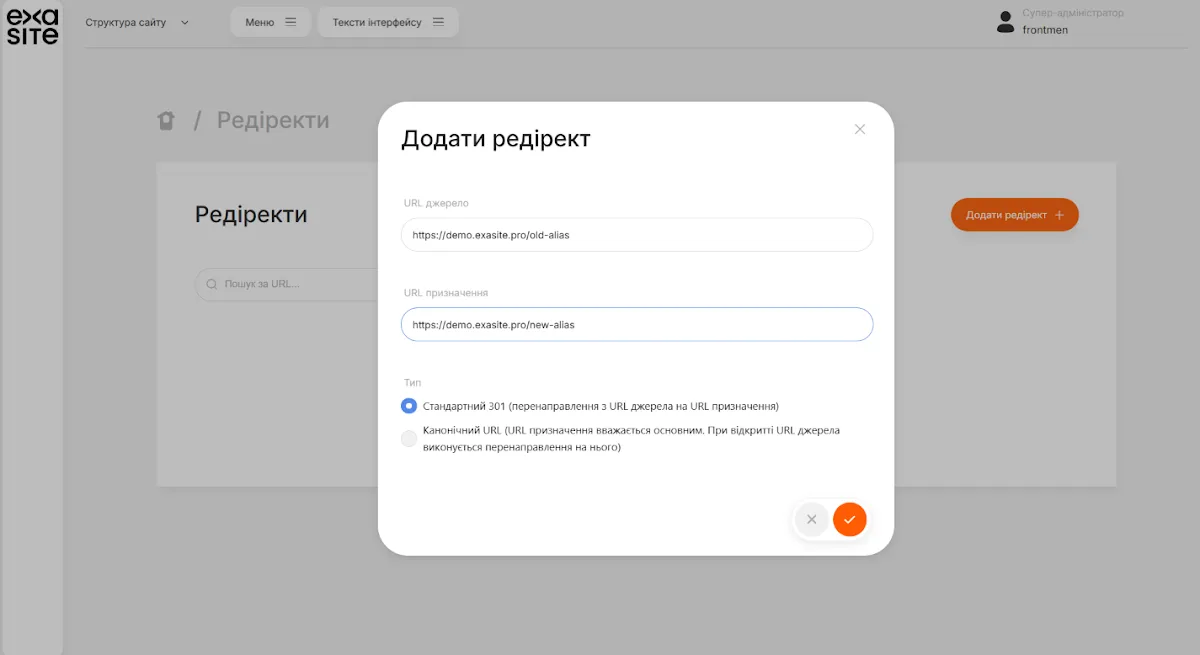 exa
site
Структура сайту
Меню
Тексти інтерфейсу
Супер-адміністратор
frontmen
/ Редіректи
Редіректи
Додати редірект
Пошук за URL...
Додати редірект
URL джерело
https://demo.exasite.pro/old-alias
URL призначення
https://demo.exasite.pro/new-alias
Тип
Стандартний 301 (перенаправлення з URL джерела на URL призначення)
Канонічний URL (URL призначення вважається основним. При відкритті URL джерела
виконується перенаправлення на нього)